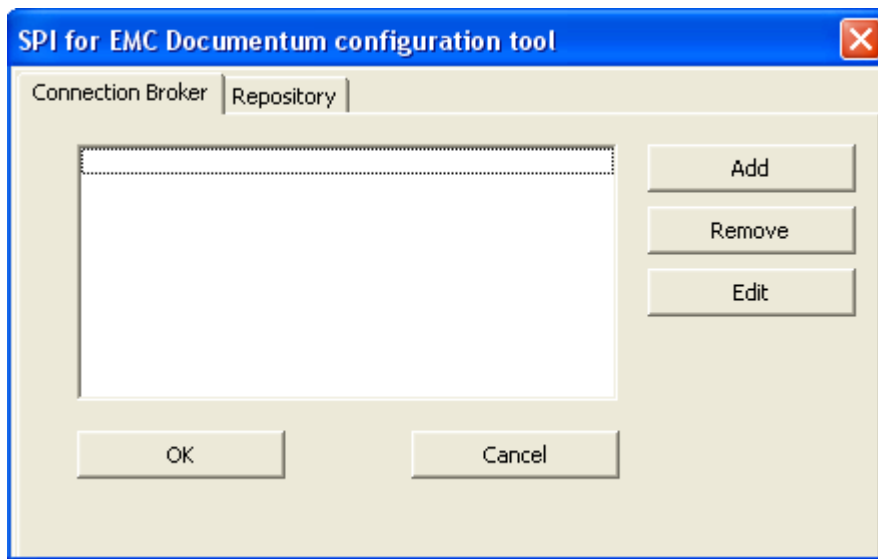 SPI for EMC Documentum configuration tool
Connection Broker Repository
Add
Remove
Edit
OK Cancel